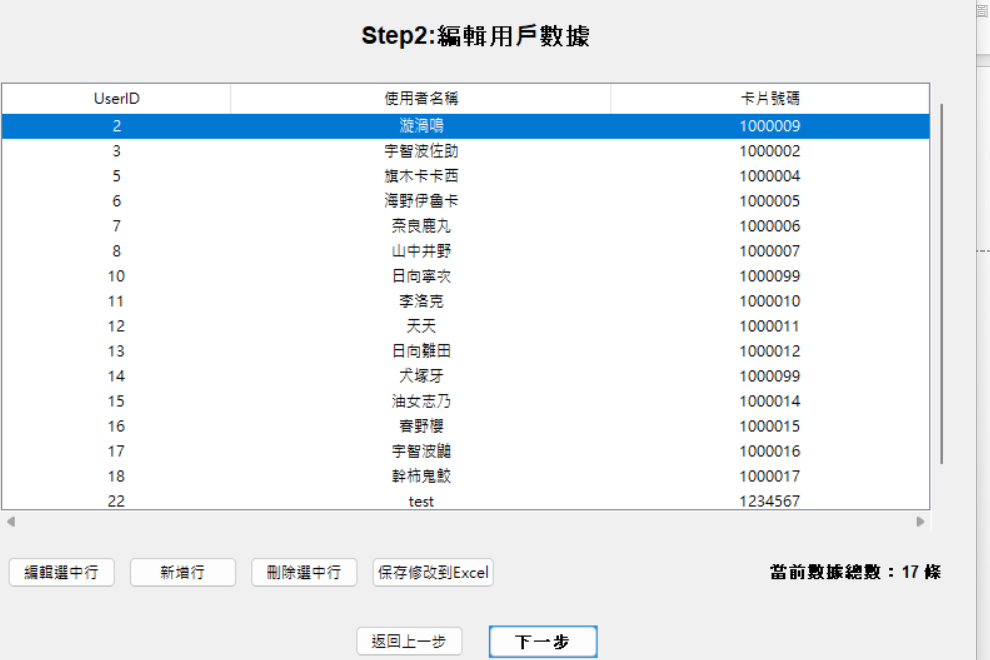 Step2:編輯用戶數據
UserID 使用者名稱 卡片號碼
2 漩渦鳴 1000009
3 宇智波佐助 1000002
5 旗木卡卡西 1000004
6 海野伊魯卡 1000005
7 奈良鹿丸 1000006
8 山中井野 1000007
10 日向寧次 1000099
11 李洛克 1000010
12 天天 1000011
13 日向雛田 1000012
14 犬塚牙 1000099
15 油女志乃 1000014
16 春野櫻 1000015
17 宇智波鼬 1000016
18 幹柿鬼鮫 1000017
22 test 1234567
編輯選中行 新增行 刪除選中行 保存修改到Excel 當前數據總數：17 條
返回上一步 下一步